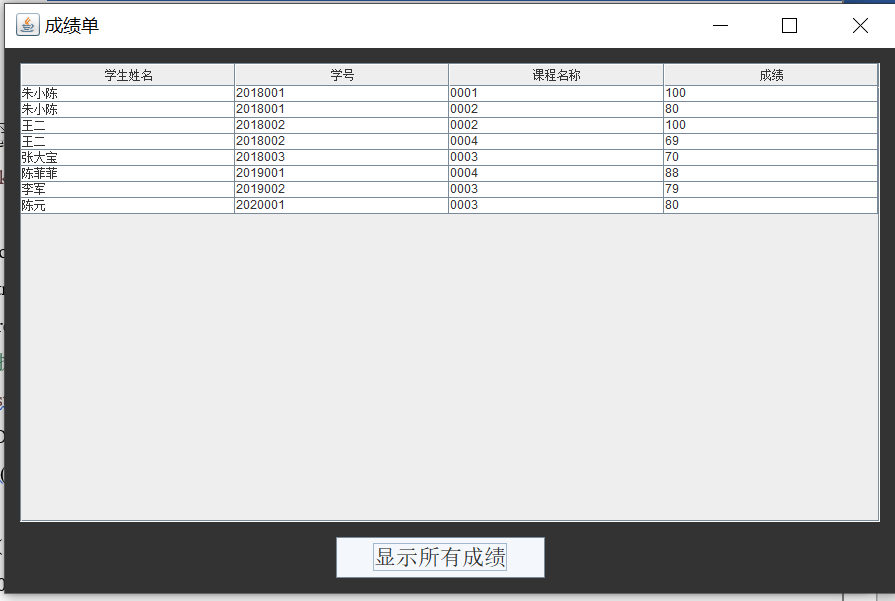 成绩单
学生姓名 学号 课程名称 成绩
朱小陈 2018001 0001 100
朱小陈 2018001 0002 80
王二 2018002 0002 100
王二 2018002 0004 69
张大宝 2018003 0003 70
陈菲菲 2019001 0004 88
李军 2019002 0003 79
陈元 2020001 0003 80
显示所有成绩